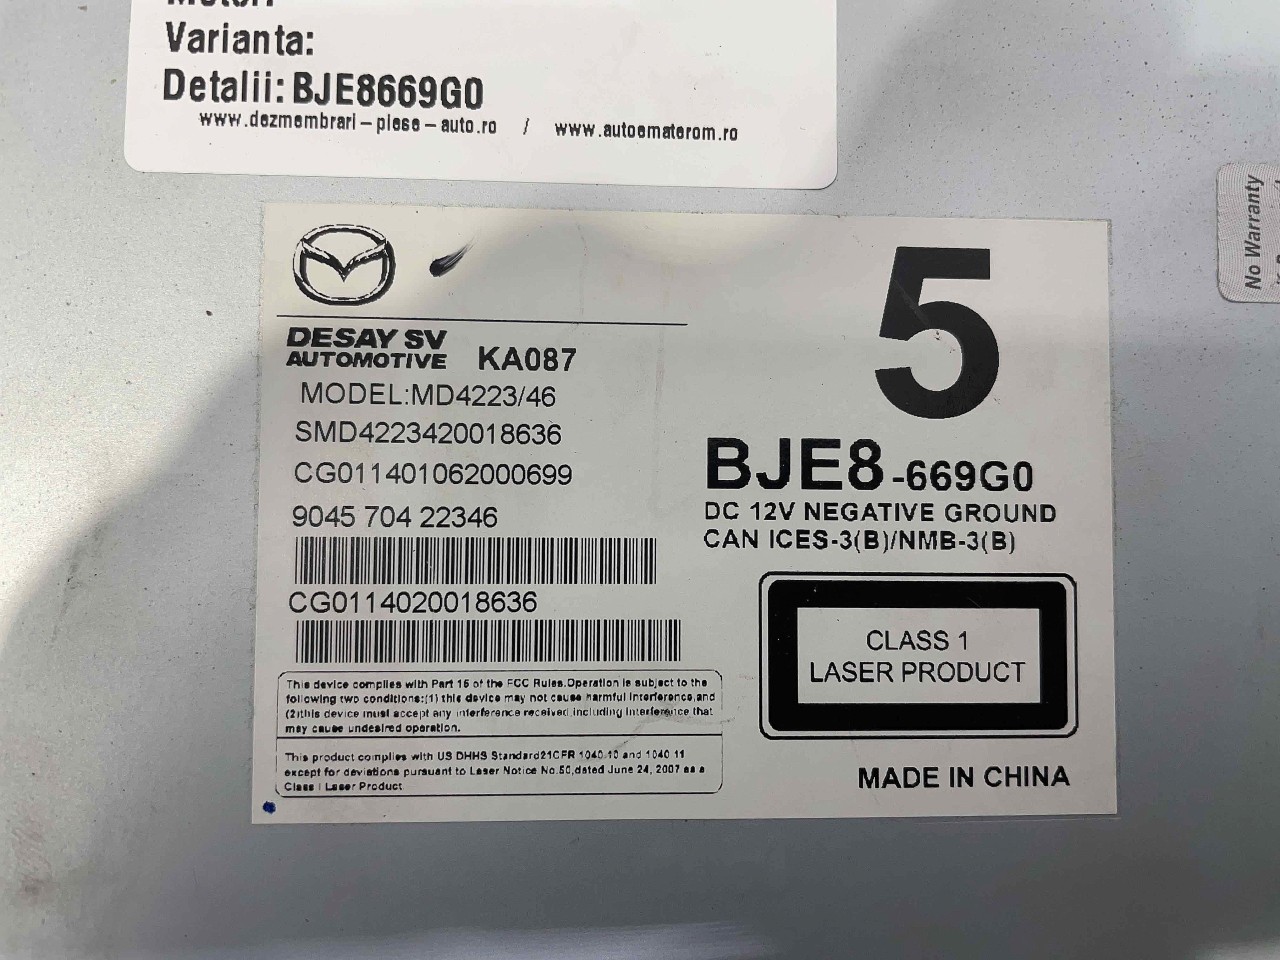 Varianta:
Detalii: BJE8669G0
www.dezmembrari-piese-auto.ro / www.autoematerom.ro
No Warranty
5
DESAY SV
AUTOMOTIVE KA087
MODEL:MD4223/46
SMD4223420018636
CG011401062000699
9045 704 22346
CG0114020018636
BJE8-669G0
DC 12V NEGATIVE GROUND
CAN ICES-3(B)/NMB-3(B)
CLASS 1
LASER PRODUCT
This device complies with Part 15 of the FCC Rules.Operation is subject to the
following two conditions:(1) this device may not cause harmful interference,and
(2)this device must accept any interference received,including interference that
may cause undesired operation.
This product complies with US DHHS Standard21CFR 1040.10 and 1040.11
except for deviations pursuant to Laser Notice No.50,dated June 24, 2007 as a
Class I Laser Product
MADE IN CHINA